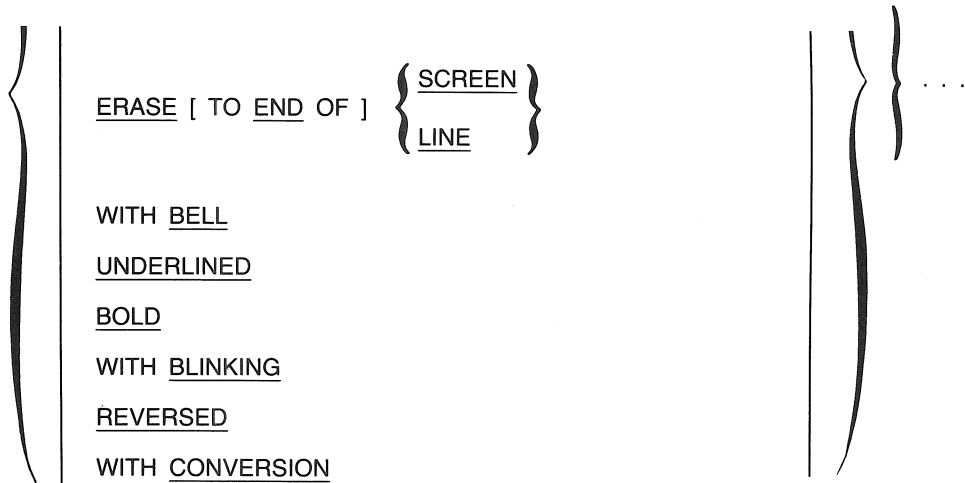 ERASE [ TO END OF ] { SCREEN
LINE } . . .
WITH BELL
UNDERLINED
BOLD
WITH BLINKING
REVERSED
WITH CONVERSION